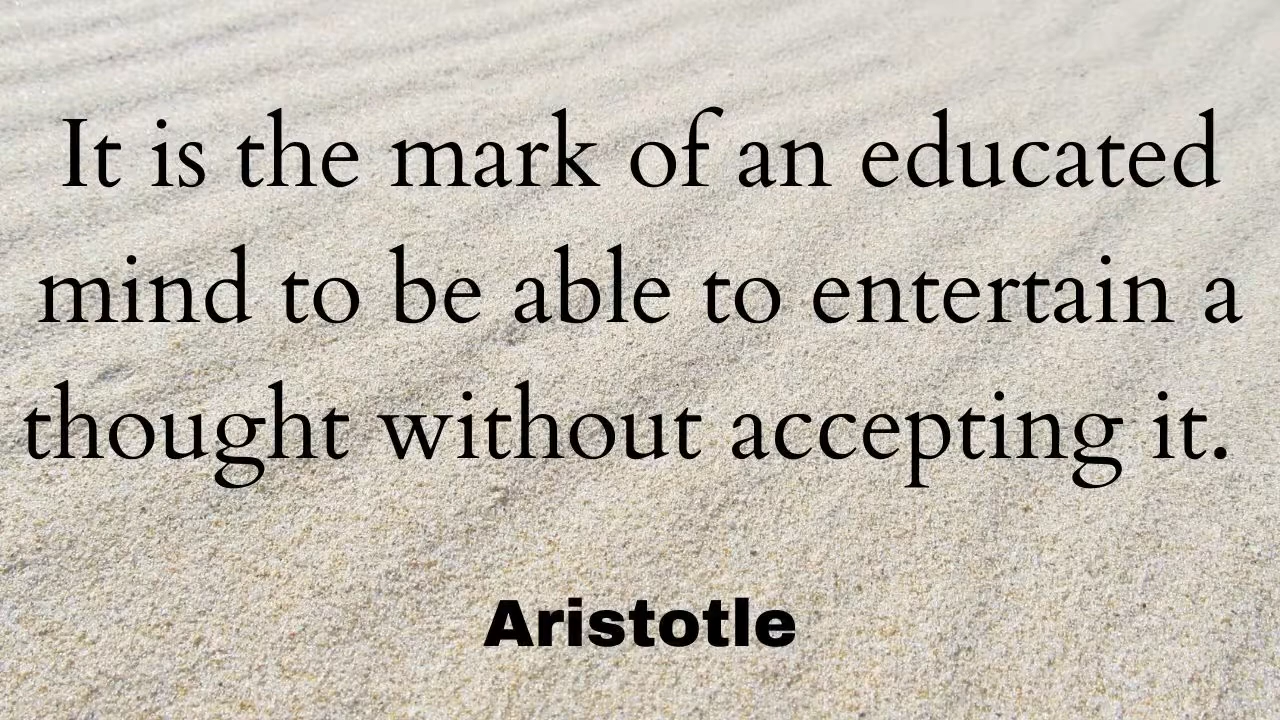 It is the mark of an educated
mind to be able to entertain a
thought without accepting it.
Aristotle